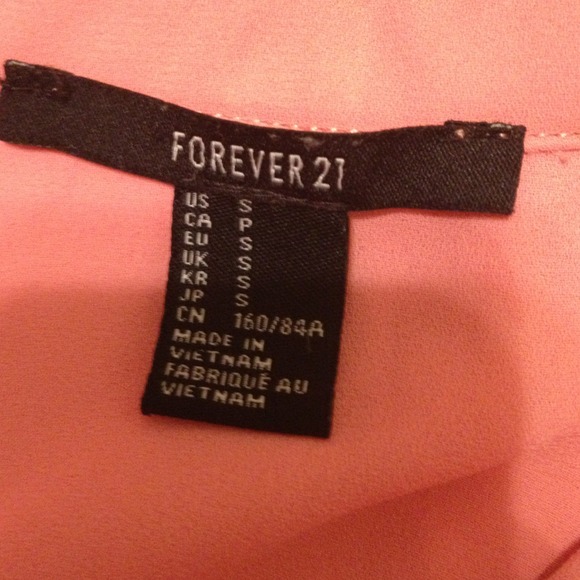 FOREVER 21
US S
CA P
EU S
UK S
KR S
JP S
CN 160/84A
MADE IN
VIETNAM
FABRIQUÉ AU
VIETNAM